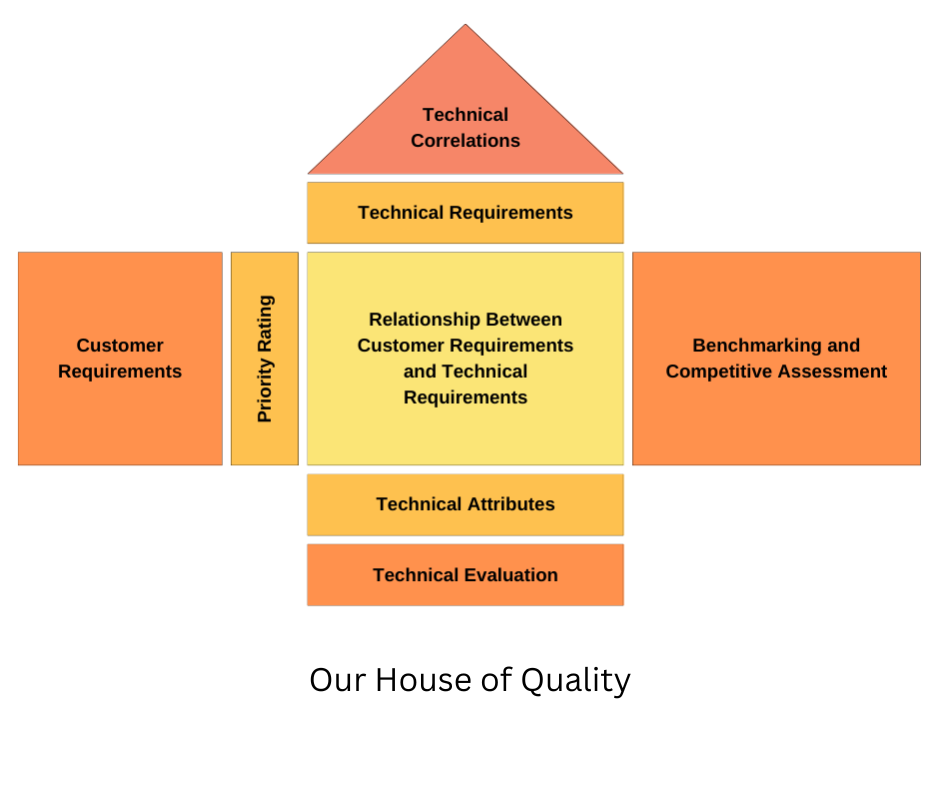 Technical
Correlations
Technical Requirements
Customer
Requirements
Priority Rating
Relationship Between
Customer Requirements
and Technical
Requirements
Benchmarking and
Competitive Assessment
Technical Attributes
Technical Evaluation
Our House of Quality